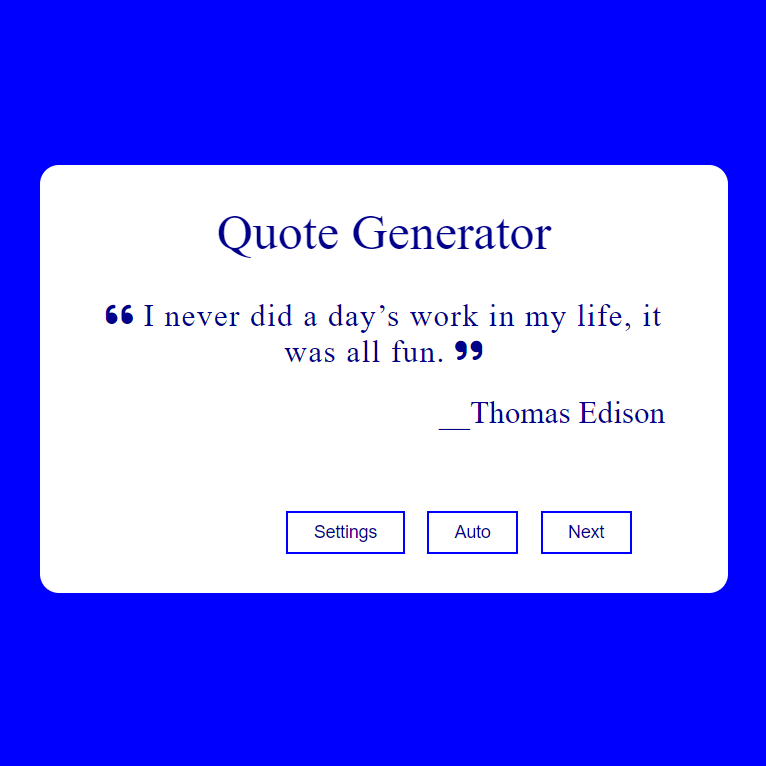 Quote Generator
❝ I never did a day’s work in my life, it
was all fun. ❞
__Thomas Edison
Settings Auto Next